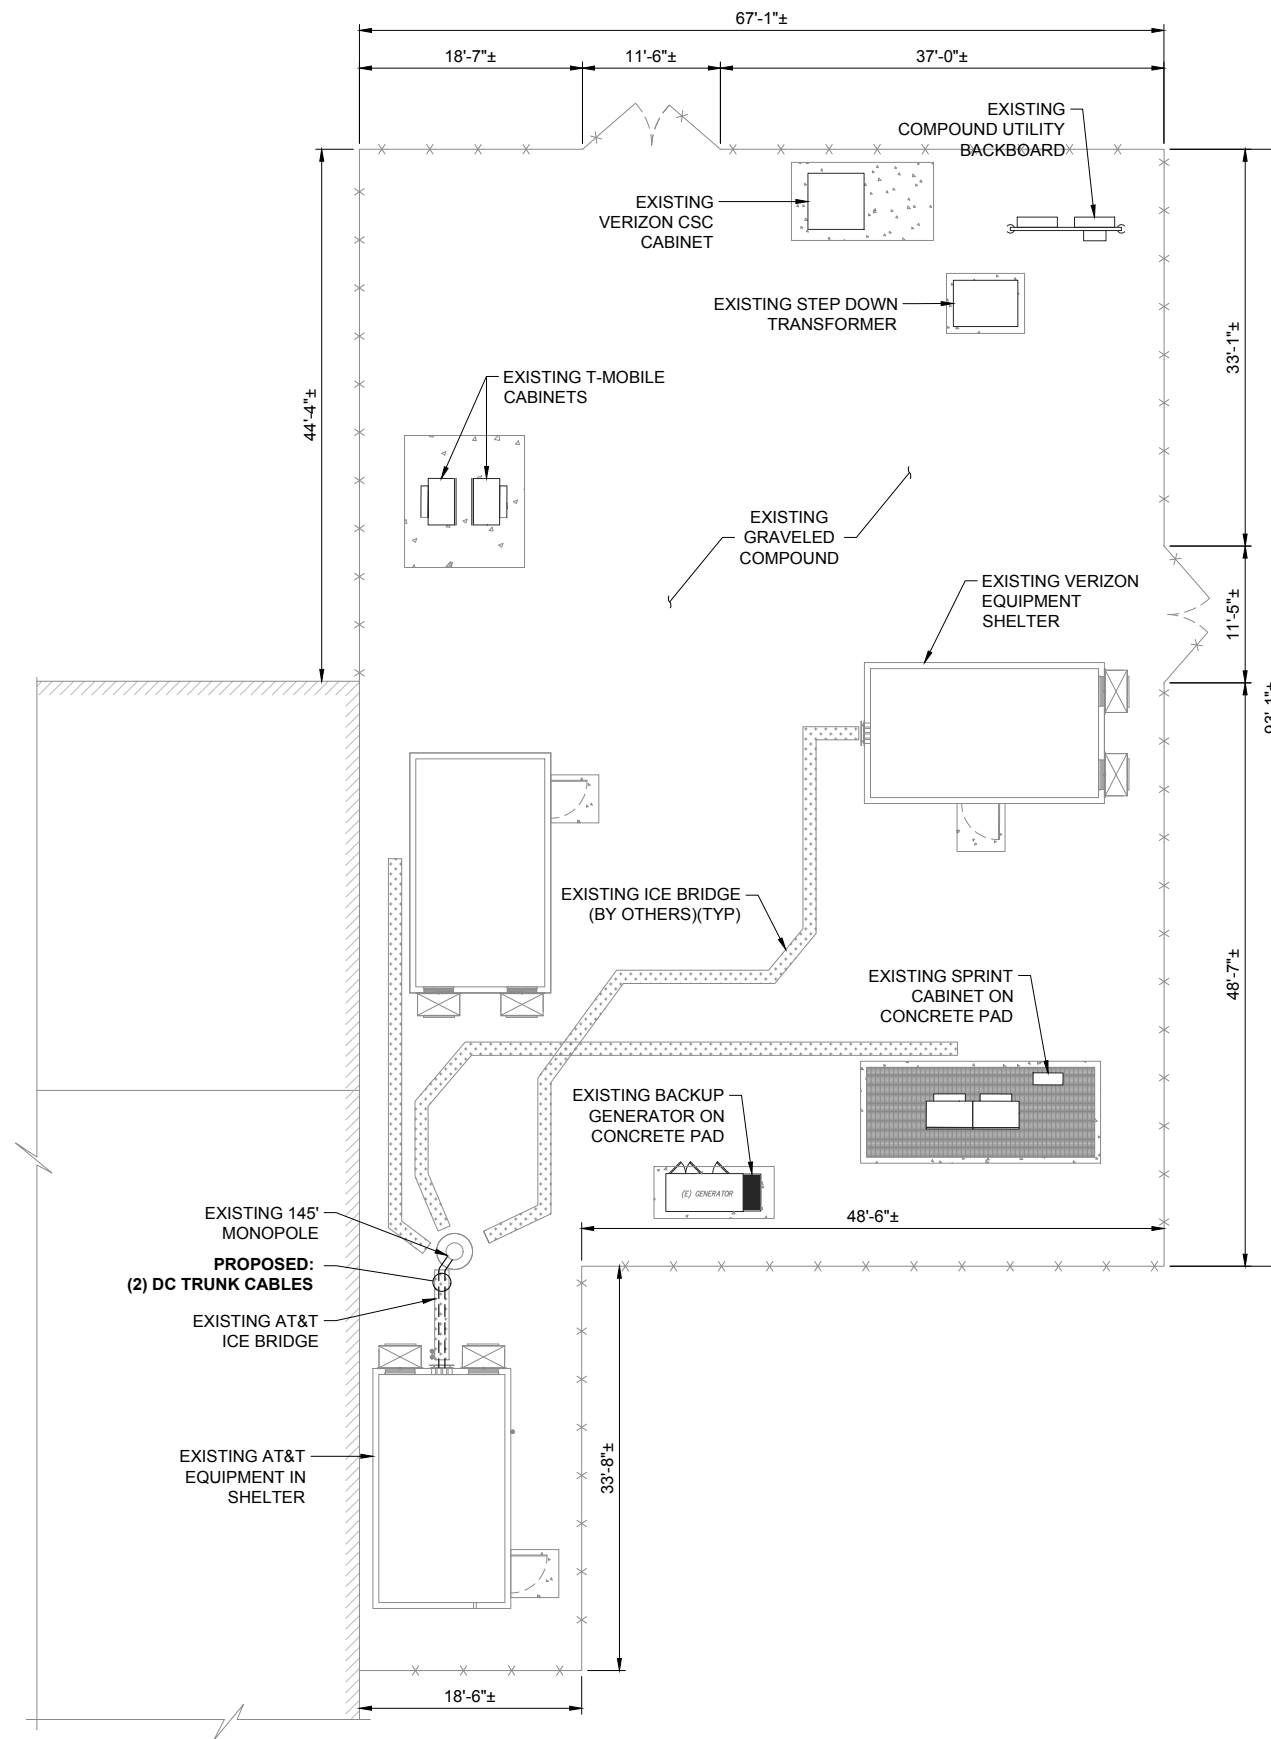 67'-1"±
18'-7"±
11'-6"±
37'-0"±
EXISTING
COMPOUND UTILITY
BACKBOARD
EXISTING
VERIZON CSC
CABINET
EXISTING STEP DOWN
TRANSFORMER
33'-1"±
EXISTING T-MOBILE
CABINETS
44'-4"±
EXISTING
GRAVELED
COMPOUND
EXISTING VERIZON
EQUIPMENT
SHELTER
11'-5"±
93'-1"±
EXISTING ICE BRIDGE
(BY OTHERS)(TYP)
EXISTING SPRINT
CABINET ON
CONCRETE PAD
48'-7"±
EXISTING BACKUP
GENERATOR ON
CONCRETE PAD
(E) GENERATOR
48'-6"±
EXISTING 145'
MONOPOLE
PROPOSED:
(2) DC TRUNK CABLES
EXISTING AT&T
ICE BRIDGE
EXISTING AT&T
EQUIPMENT IN
SHELTER
33'-8"±
18'-6"±